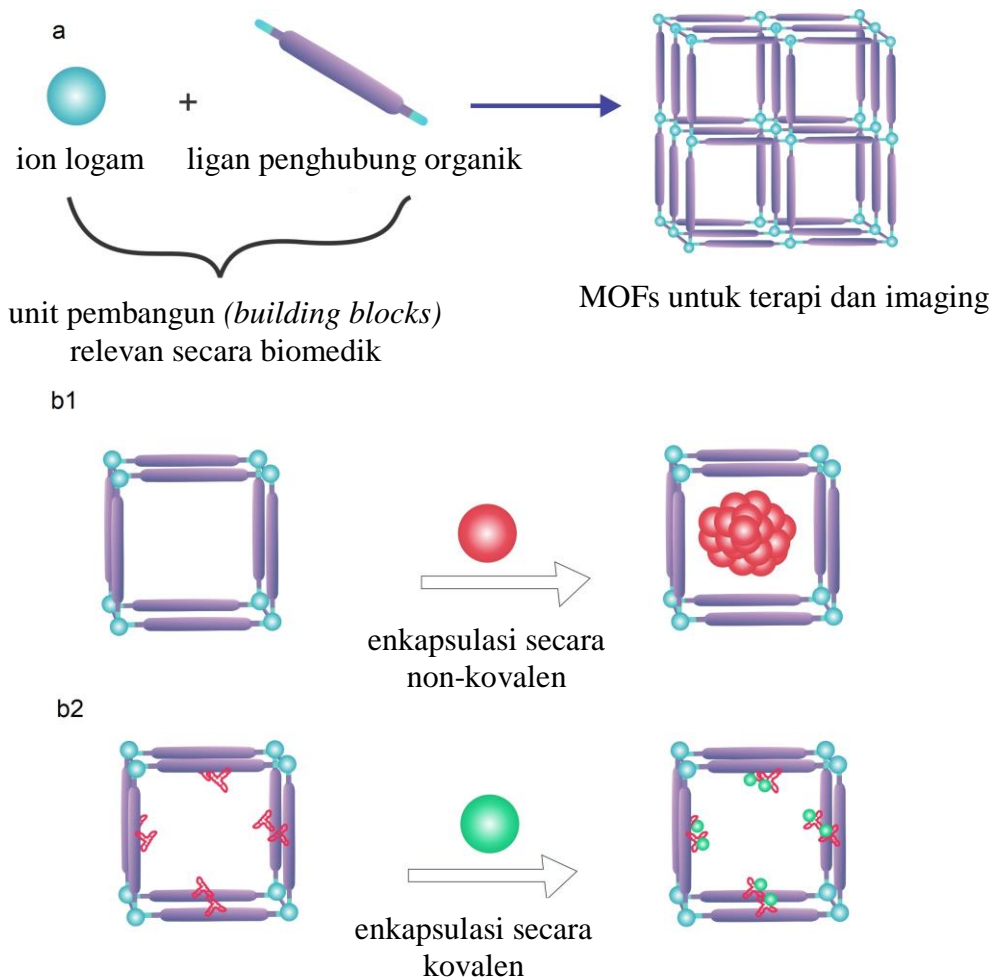 a
+
ion logam
ligan penghubung organik
unit pembangun (building blocks)
relevan secara biomedik
MOFs untuk terapi dan imaging
b1
enkapsulasi secara
non-kovalen
b2
enkapsulasi secara
kovalen